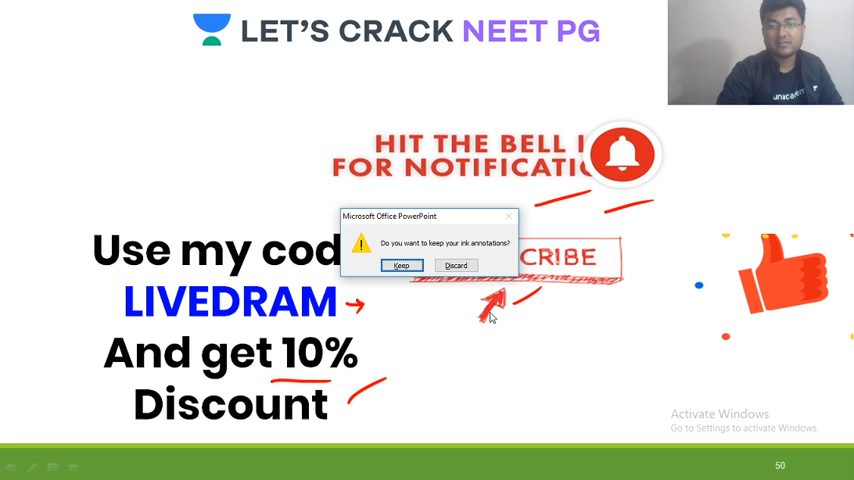 LET'S CRACK NEET PG
unacademy
HIT THE BELL I
FOR NOTIFICATIO
Microsoft Office PowerPoint
Do you want to keep your ink annotations?
Keep
Discard
CRIBE
Use my cod
LIVEDRAM
And get 10%
Discount
Activate Windows
Go to Settings to activate Windows.
50